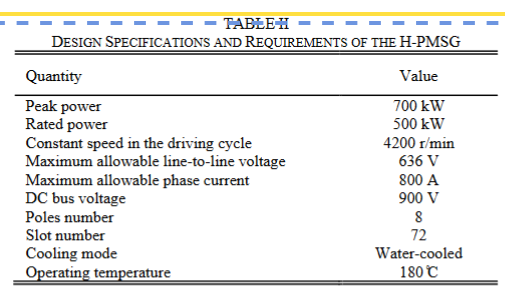 TABLE II
DESIGN SPECIFICATIONS AND REQUIREMENTS OF THE H-PMSG
Quantity Value
Peak power 700 kW
Rated power 500 kW
Constant speed in the driving cycle 4200 r/min
Maximum allowable line-to-line voltage 636 V
Maximum allowable phase current 800 A
DC bus voltage 900 V
Poles number 8
Slot number 72
Cooling mode Water-cooled
Operating temperature 180℃